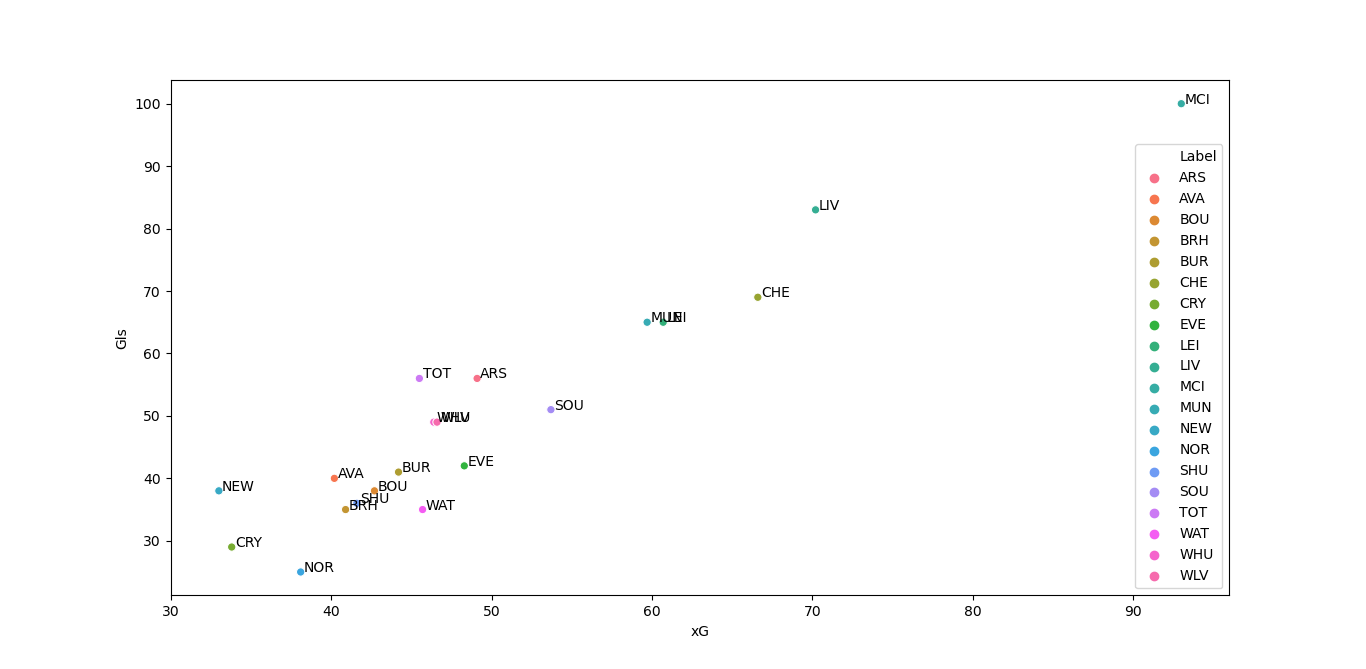 100
90
80
70
60
50
40
30
Gls
30
40
50
60
70
80
90
xG
MCI
LIV
CHE
MUN
LEI
TOT
ARS
SOU
WHU
WLV
EVE
BUR
AVA
BOU
NEW
SHU
BRH
WAT
CRY
NOR
Label
ARS
AVA
BOU
BRH
BUR
CHE
CRY
EVE
LEI
LIV
MCI
MUN
NEW
NOR
SHU
SOU
TOT
WAT
WHU
WLV